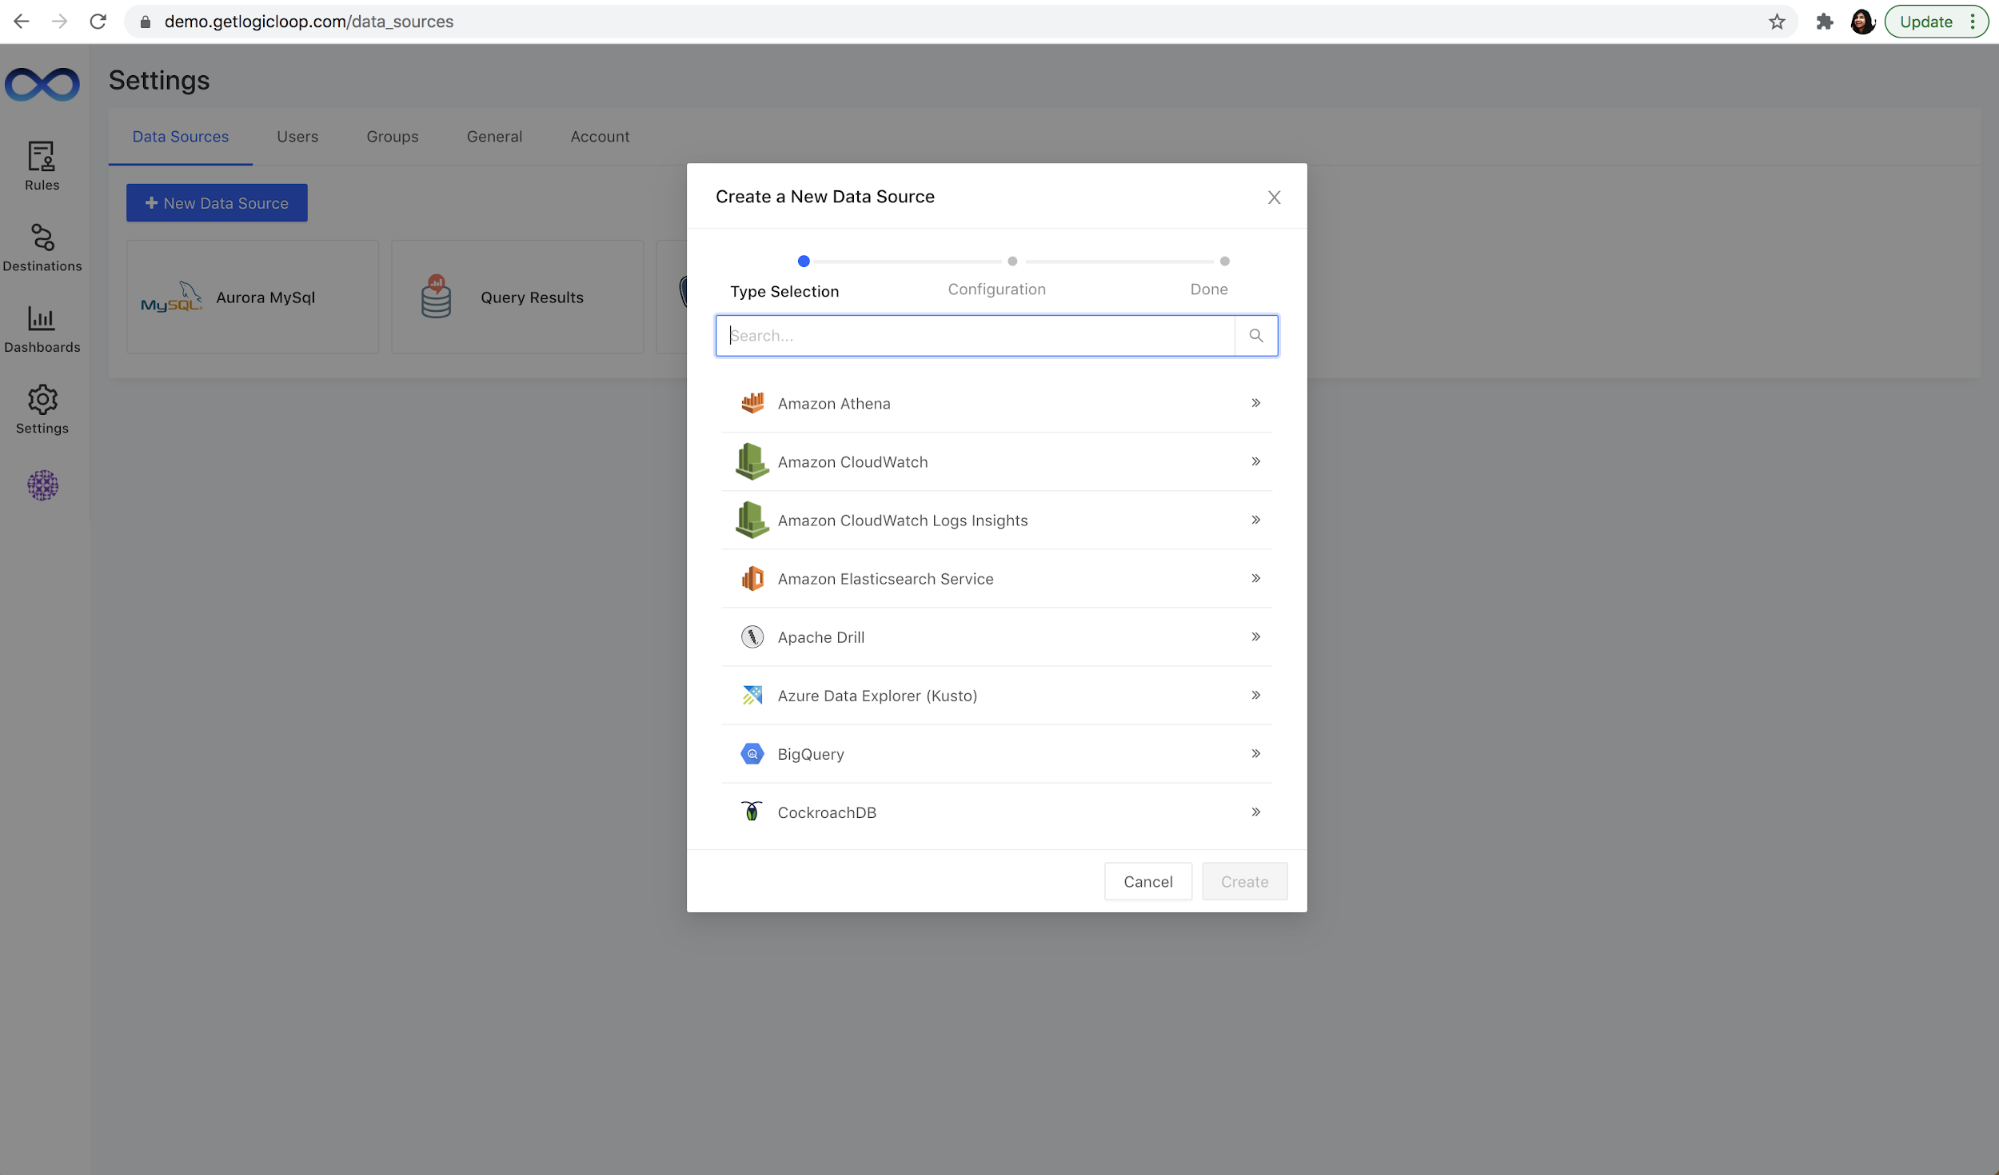 demo.getlogicloop.com/data_sources
Update
Settings
Data Sources Users Groups General Account
Rules
+ New Data Source
Destinations
MySQL Aurora MySql Query Results
Dashboards
Settings
Create a New Data Source
Type Selection Configuration Done
Search...
Amazon Athena
Amazon CloudWatch
Amazon CloudWatch Logs Insights
Amazon Elasticsearch Service
Apache Drill
Azure Data Explorer (Kusto)
BigQuery
CockroachDB
Cancel Create